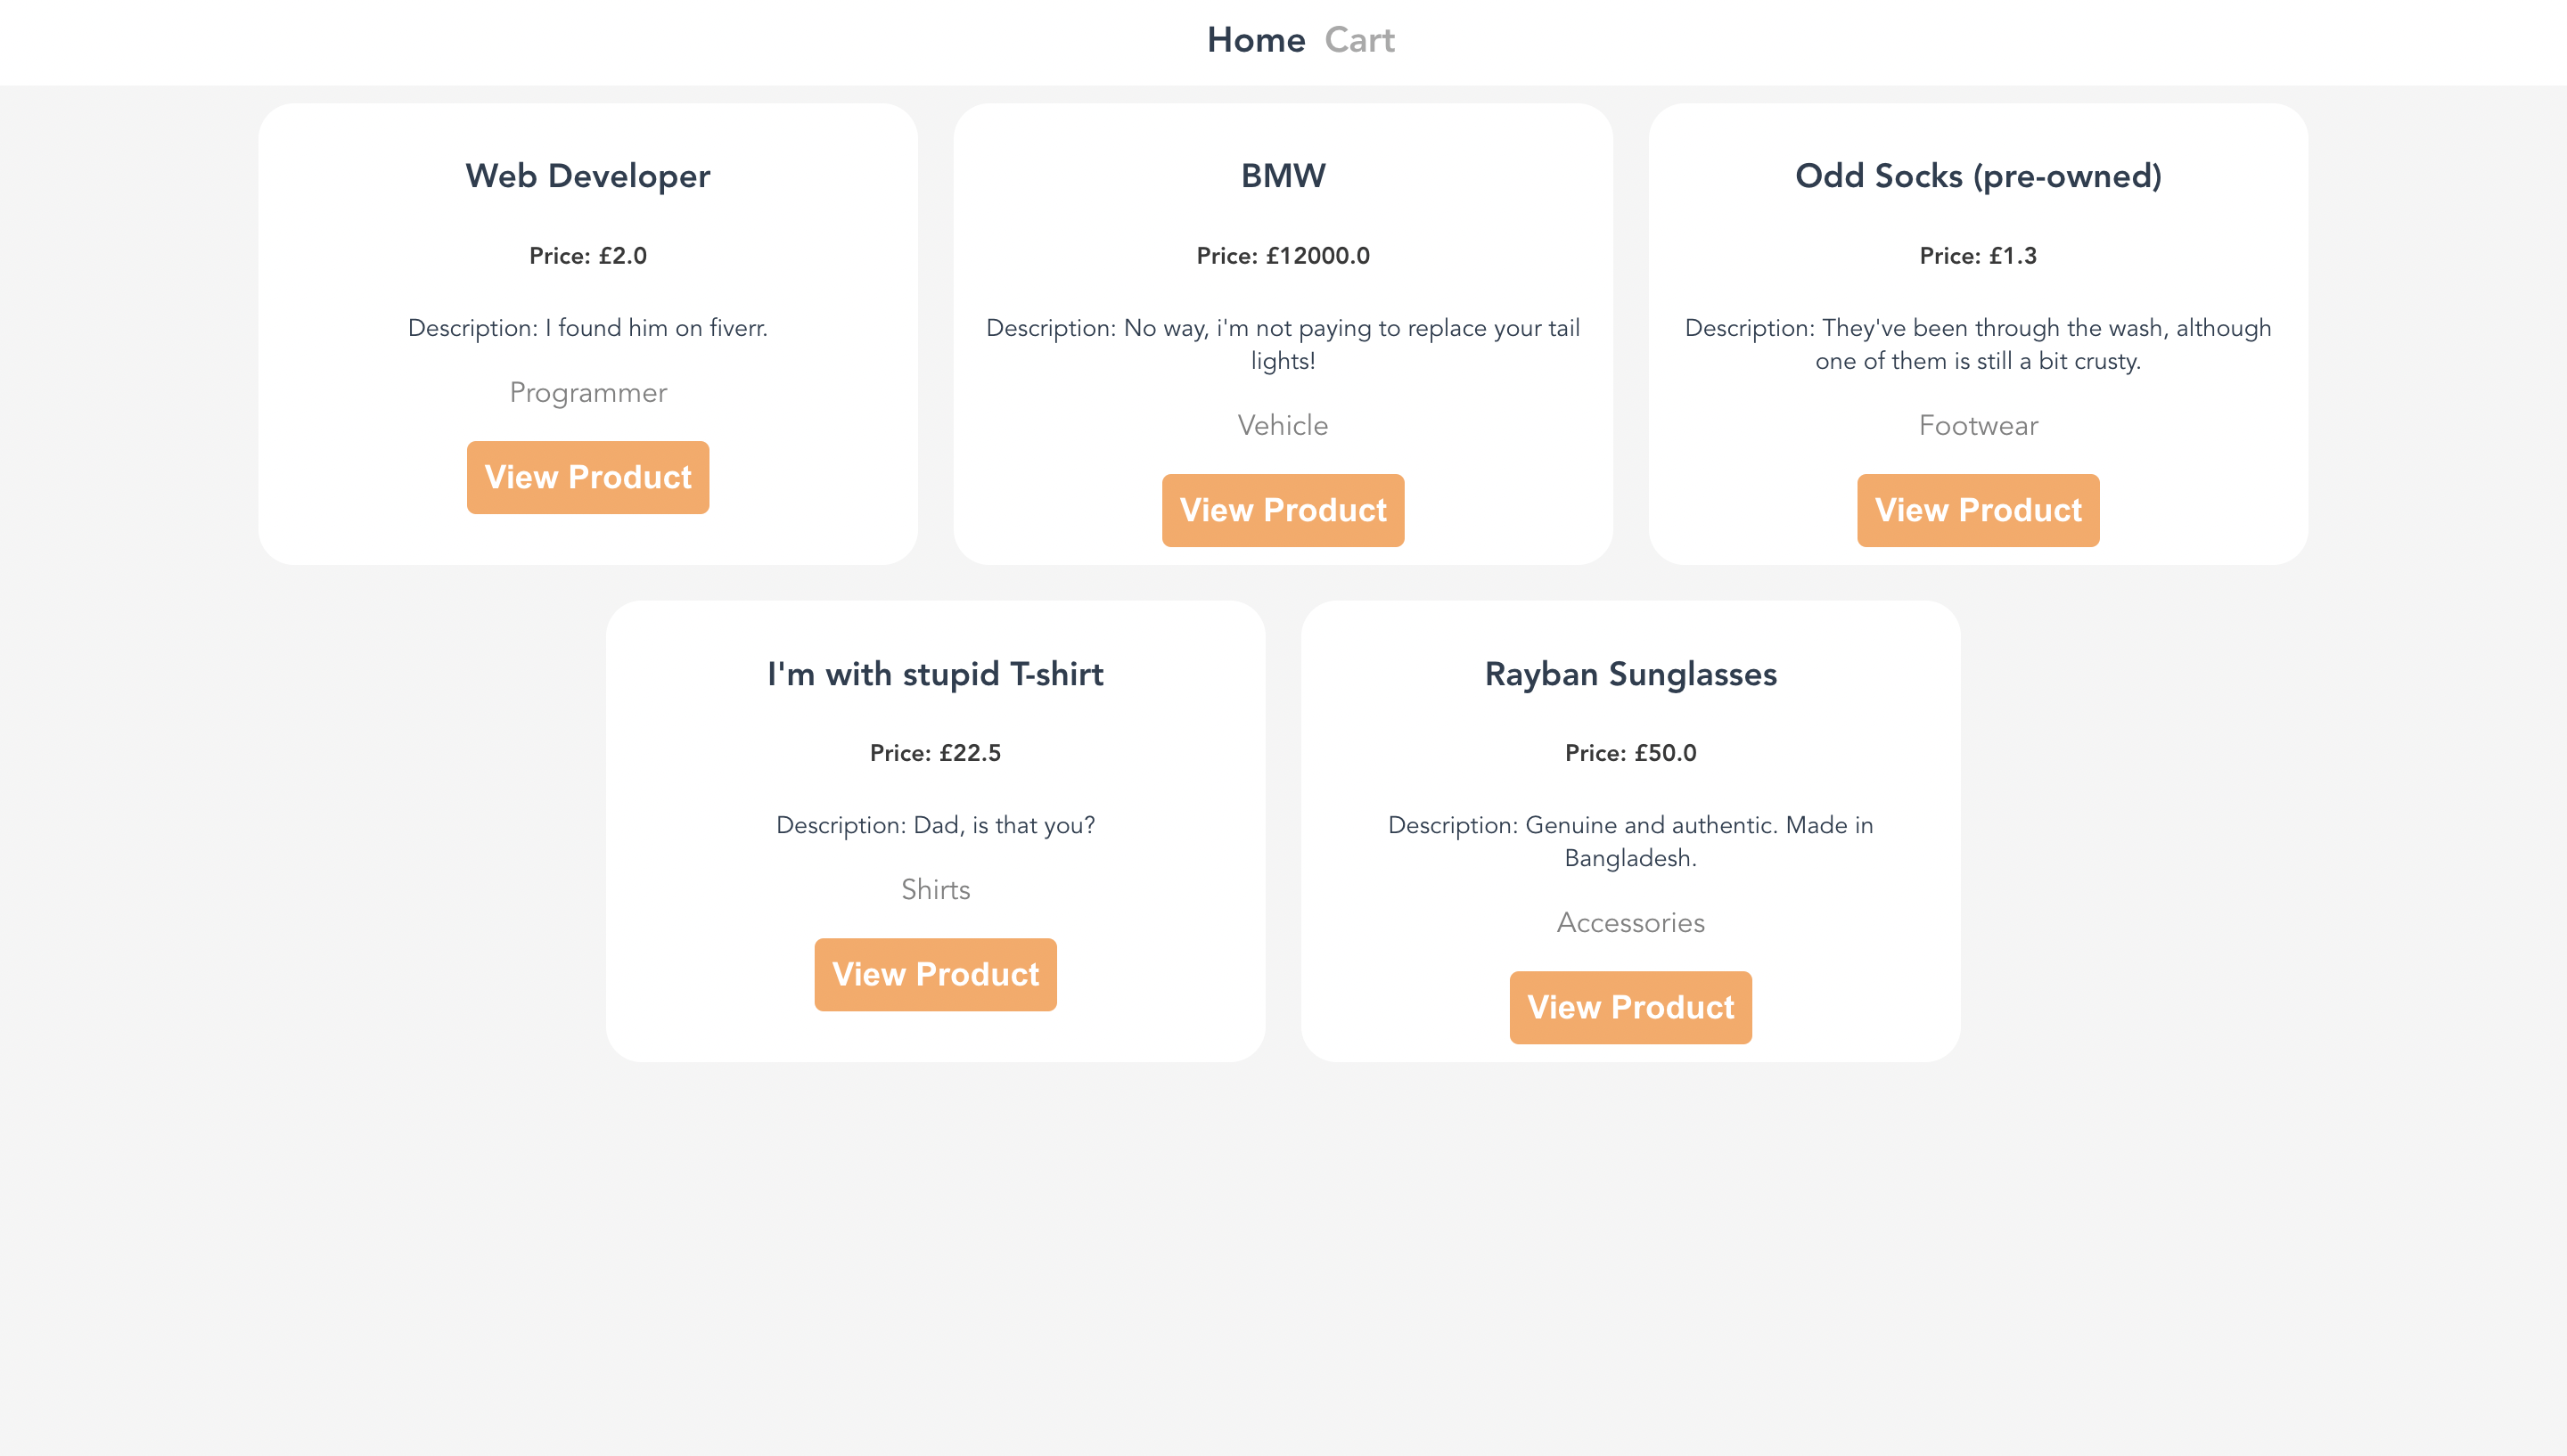 Home Cart
Web Developer
Price: £2.0
Description: I found him on fiverr.
Programmer
View Product
BMW
Price: £12000.0
Description: No way, i'm not paying to replace your tail
lights!
Vehicle
View Product
Odd Socks (pre-owned)
Price: £1.3
Description: They've been through the wash, although
one of them is still a bit crusty.
Footwear
View Product
I'm with stupid T-shirt
Price: £22.5
Description: Dad, is that you?
Shirts
View Product
Rayban Sunglasses
Price: £50.0
Description: Genuine and authentic. Made in
Bangladesh.
Accessories
View Product